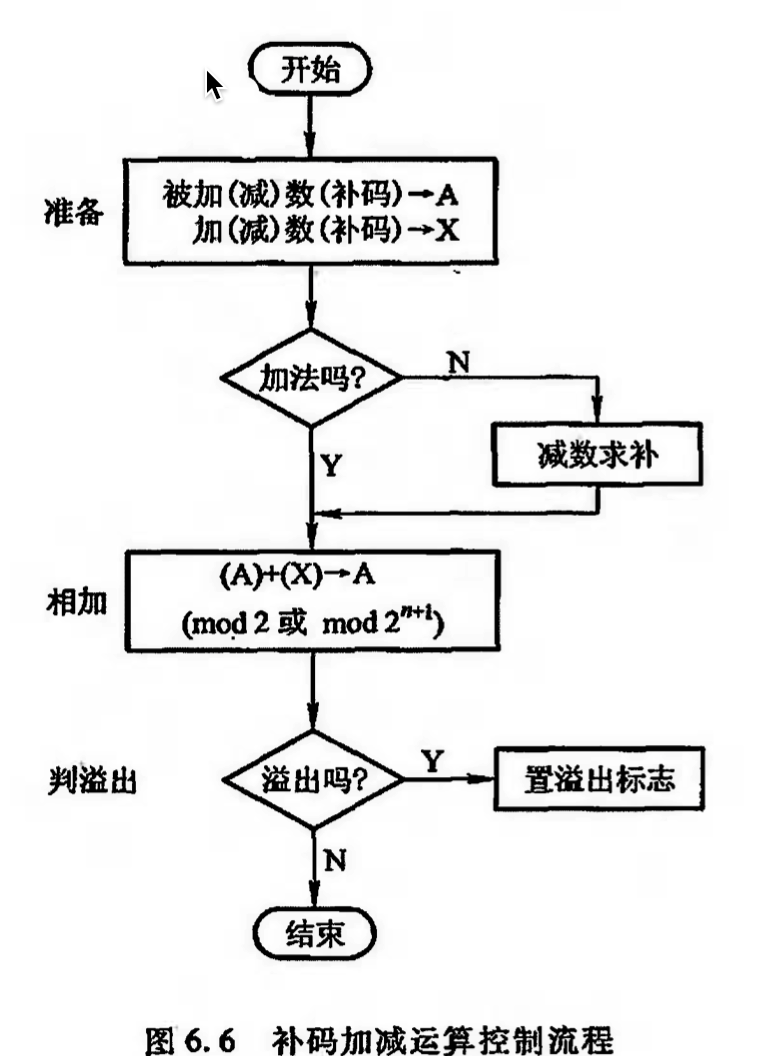 开始
准备
被加(减)数(补码)→A
加(减)数(补码)→X
加法吗?
N
Y
减数求补
相加
(A)+(X)→A
(mod 2 或 mod 2ⁿ⁺¹)
判溢出
溢出吗?
Y
置溢出标志
N
结束
图 6.6 补码加减运算控制流程